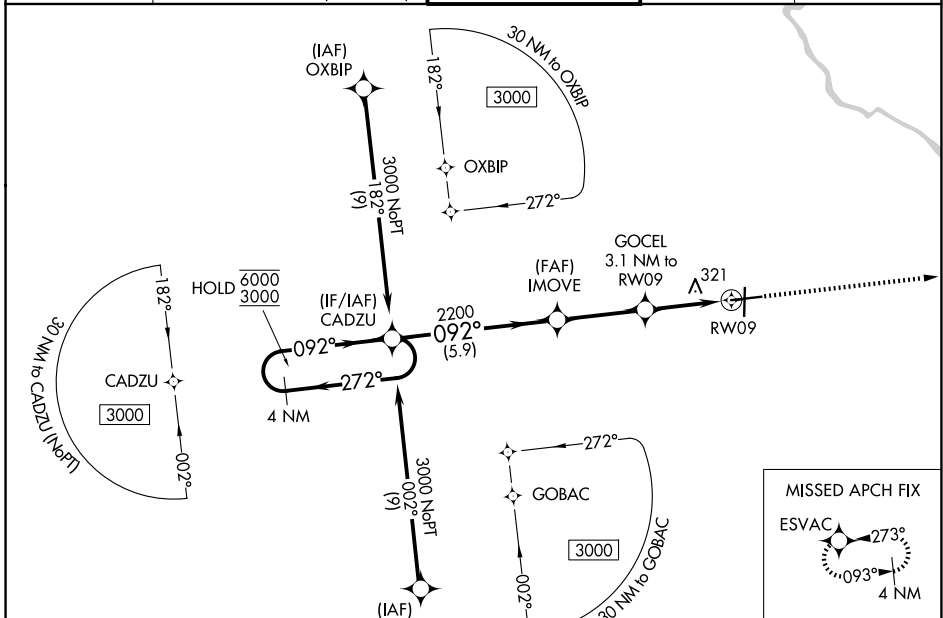 (IAF)
OXBIP
182°
30 NM to OXBIP
3000
OXBIP
272°
3000 NoPT
182°
(9)
GOCEL
3.1 NM to
RW09
(FAF)
IMOVE
321
RW09
HOLD 6000
3000
(IF/IAF)
CADZU
2200
092°
(5.9)
092°
272°
4 NM
182°
30 NM to CADZU (NoPT)
CADZU
3000
002°
3000 NoPT
002°
(9)
(IAF)
272°
GOBAC
3000
002°
30 NM to GOBAC
MISSED APCH FIX
ESVAC
273°
093°
4 NM